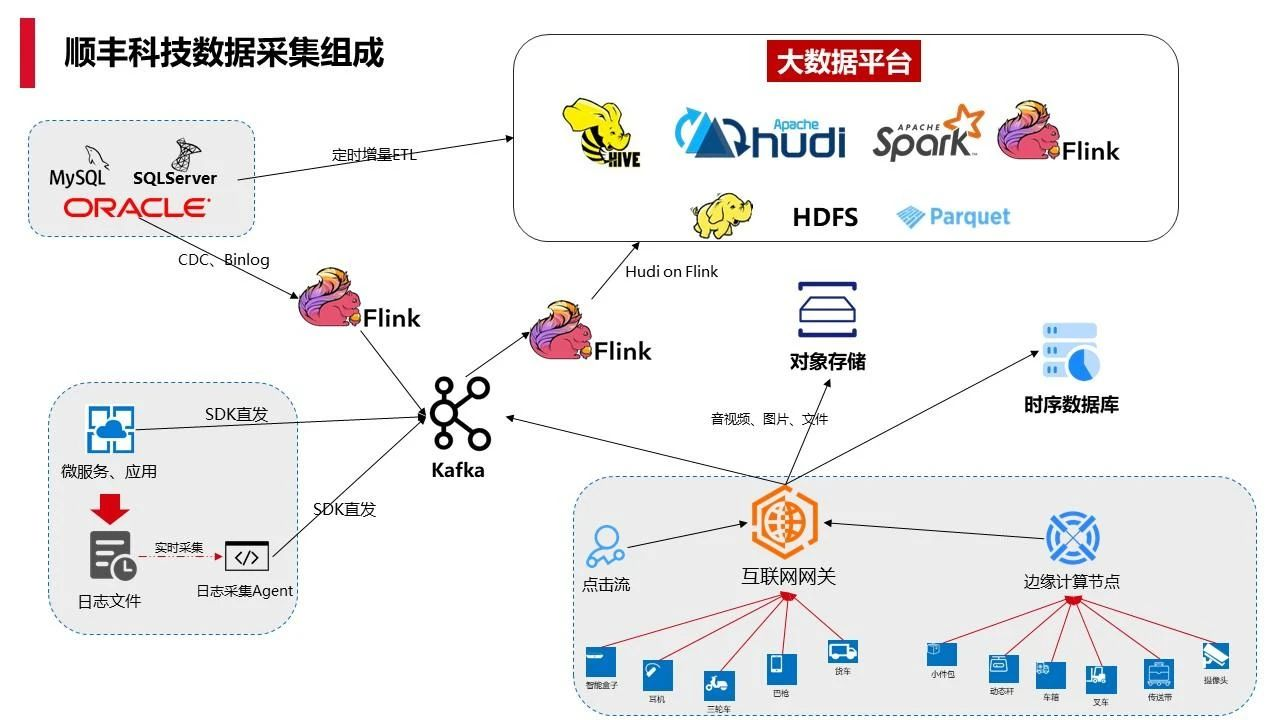 顺丰科技数据采集组成
大数据平台
HIVE
Apache
hudi
APACHE
Spark
TM
Flink
HDFS
Parquet
MySQL
SQLServer
ORACLE
定时增量ETL
CDC、Binlog
Flink
Hudi on Flink
Flink
对象存储
时序数据库
音视频、图片、文件
Kafka
SDK直发
微服务、应用
SDK直发
实时采集
日志文件
日志采集Agent
点击流
互联网网关
边缘计算节点
智能盒子
耳机
三轮车
巴枪
货车
小件包
动态秤
车箱
叉车
传送带
摄像头